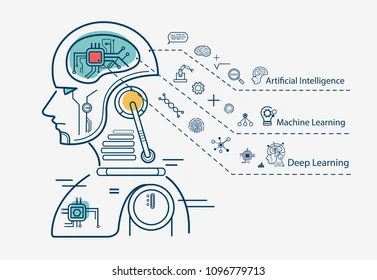 Artificial Intelligence
Machine Learning
Deep Learning
shutterstock.com · 1096779713